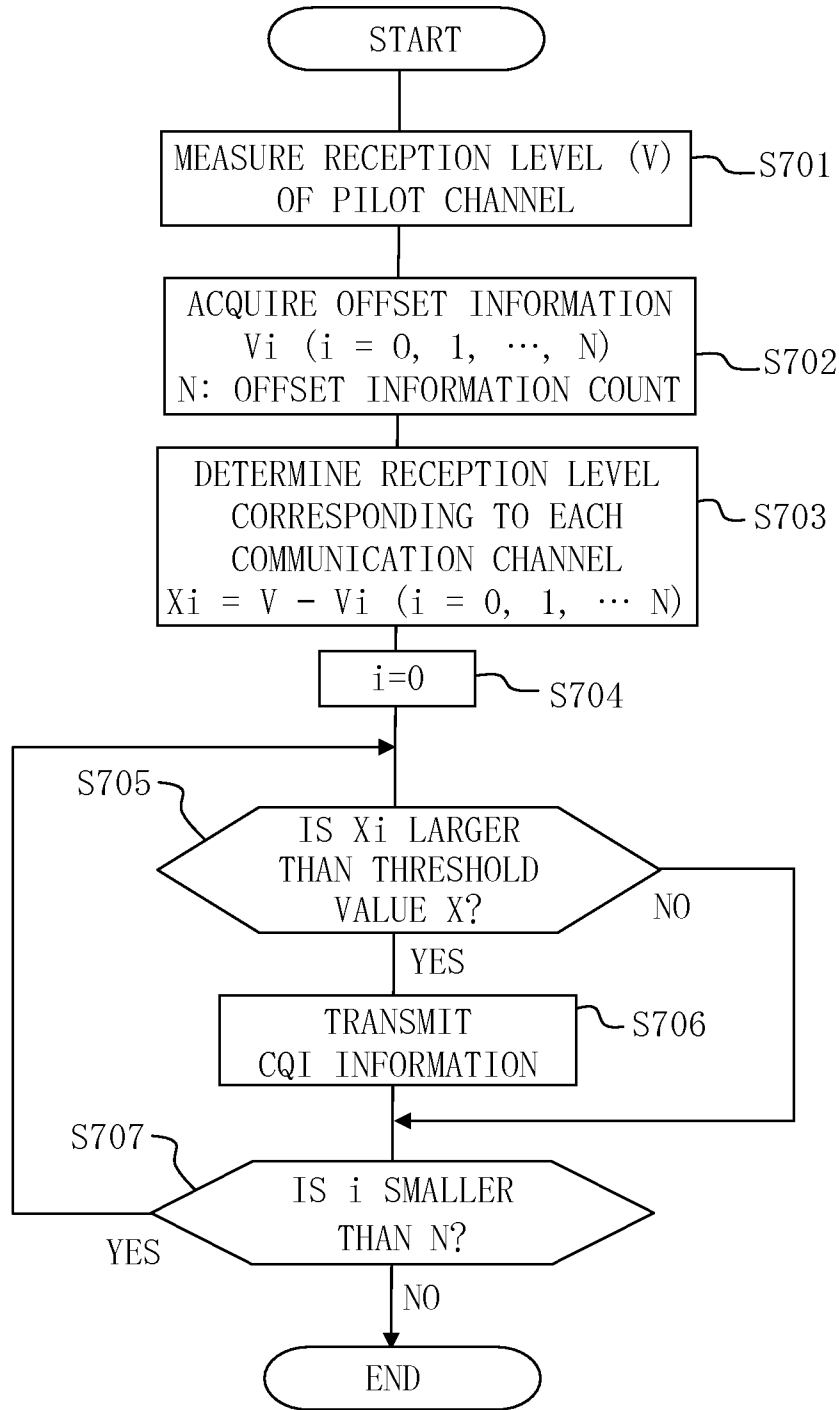 START
MEASURE RECEPTION LEVEL (V)
OF PILOT CHANNEL
S701
ACQUIRE OFFSET INFORMATION
Vi (i = 0, 1, …, N)
N: OFFSET INFORMATION COUNT
S702
DETERMINE RECEPTION LEVEL
CORRESPONDING TO EACH
COMMUNICATION CHANNEL
Xi = V - Vi (i = 0, 1, … N)
S703
i=0
S704
S705
IS Xi LARGER
THAN THRESHOLD
VALUE X?
NO
YES
TRANSMIT
CQI INFORMATION
S706
S707
IS i SMALLER
THAN N?
YES
NO
END